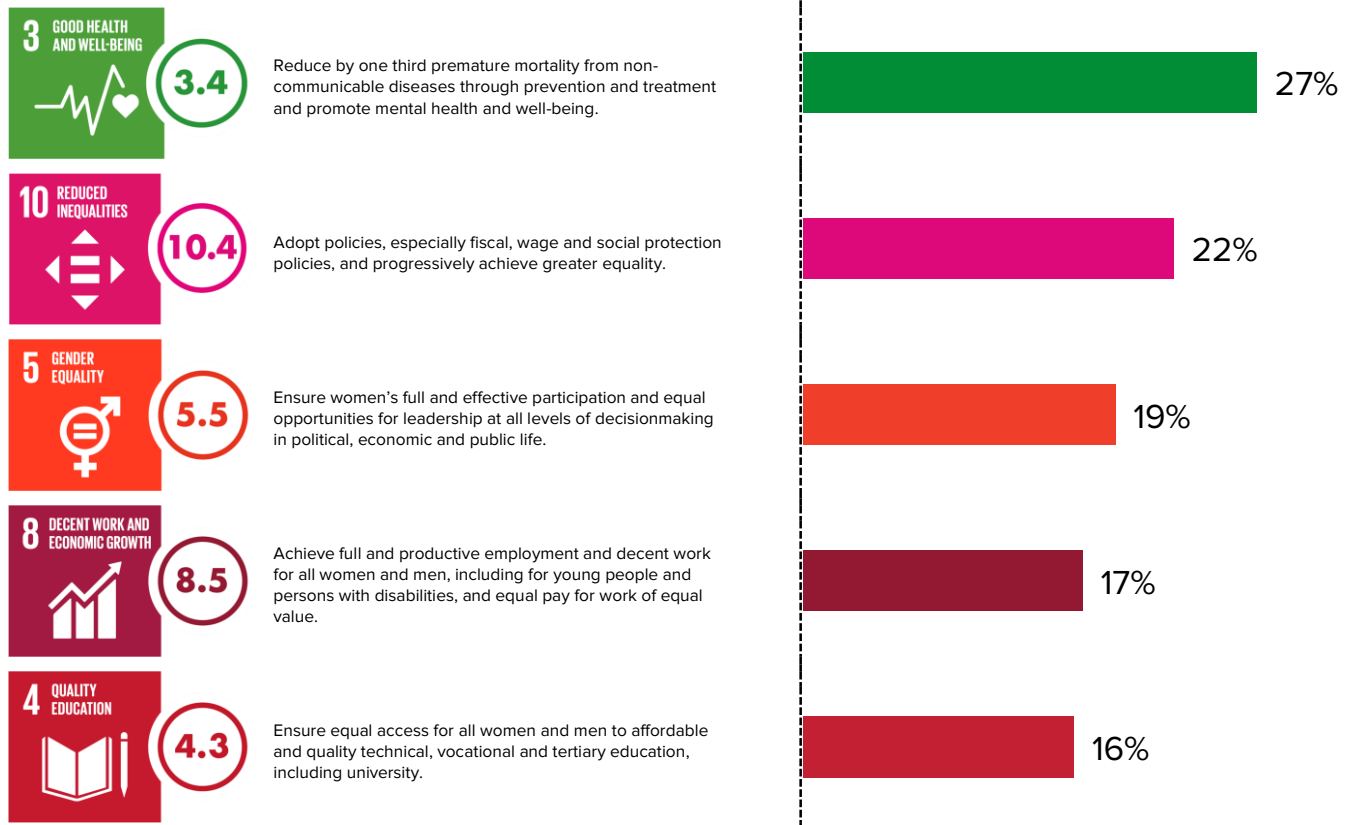 3 GOOD HEALTH
AND WELL-BEING
3.4
Reduce by one third premature mortality from non-
communicable diseases through prevention and treatment
and promote mental health and well-being.
27%
10 REDUCED
INEQUALITIES
10.4
Adopt policies, especially fiscal, wage and social protection
policies, and progressively achieve greater equality.
22%
5 GENDER
EQUALITY
5.5
Ensure women’s full and effective participation and equal
opportunities for leadership at all levels of decisionmaking
in political, economic and public life.
19%
8 DECENT WORK AND
ECONOMIC GROWTH
8.5
Achieve full and productive employment and decent work
for all women and men, including for young people and
persons with disabilities, and equal pay for work of equal
value.
17%
4 QUALITY
EDUCATION
4.3
Ensure equal access for all women and men to affordable
and quality technical, vocational and tertiary education,
including university.
16%